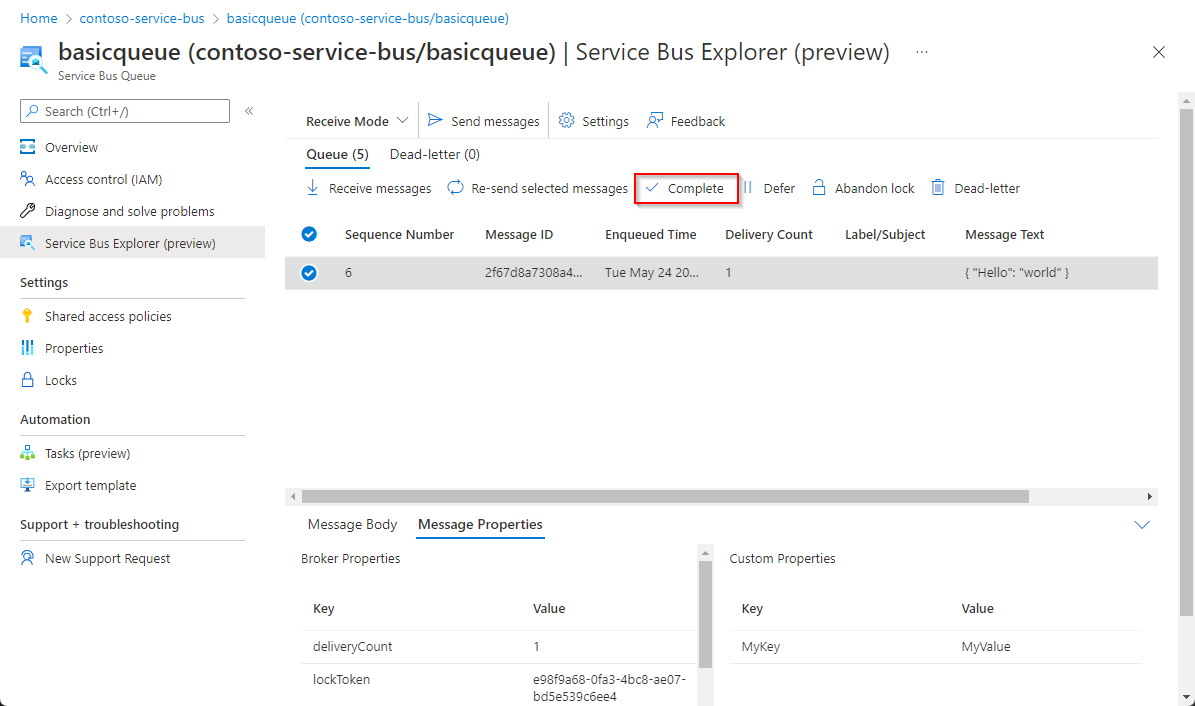 Home > contoso-service-bus > basicqueue (contoso-service-bus/basicqueue)
basicqueue (contoso-service-bus/basicqueue) | Service Bus Explorer (preview) ...
Service Bus Queue
Search (Ctrl+/) «
Overview
Access control (IAM)
Diagnose and solve problems
Service Bus Explorer (preview)
Settings
Shared access policies
Properties
Locks
Automation
Tasks (preview)
Export template
Support + troubleshooting
New Support Request
Receive Mode Send messages Settings Feedback
Queue (5) Dead-letter (0)
Receive messages Re-send selected messages Complete Defer Abandon lock Dead-letter
Sequence Number Message ID Enqueued Time Delivery Count Label/Subject Message Text
6 2f67d8a7308a4... Tue May 24 20... 1 { "Hello": "world" }
Message Body Message Properties
Broker Properties
Key Value
deliveryCount 1
lockToken e98f9a68-0fa3-4bc8-ae07-
bd5e539c6ee4
Custom Properties
Key Value
MyKey MyValue